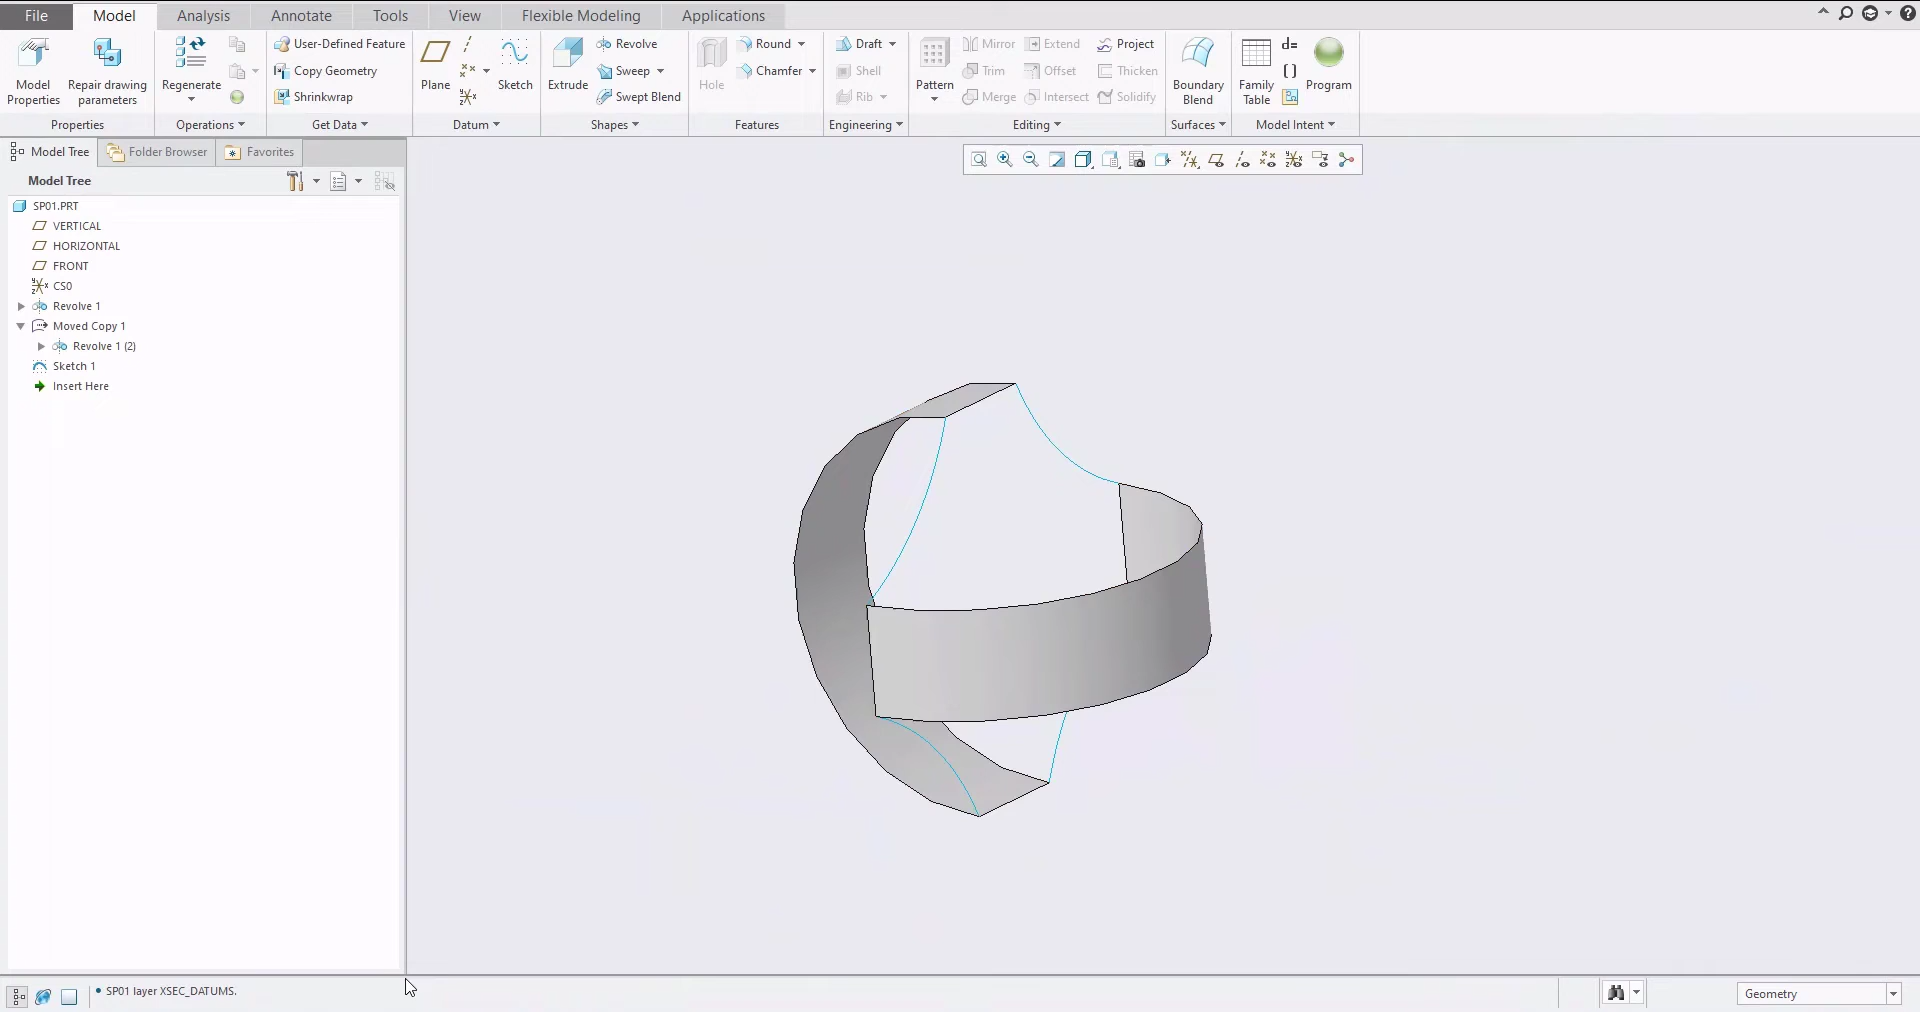 File Model Analysis Annotate Tools View Flexible Modeling Applications
Model Properties
Repair drawing parameters
Properties
Regenerate
Operations
User-Defined Feature
Copy Geometry
Shrinkwrap
Get Data
Plane
Sketch
Datum
Extrude
Revolve
Sweep
Swept Blend
Shapes
Hole
Round
Chamfer
Features
Draft
Shell
Rib
Engineering
Pattern
Mirror Extend Project
Trim Offset Thicken
Merge Intersect Solidify
Editing
Boundary Blend
Surfaces
Family Table
d=
[ ]
Program
Model Intent
Model Tree Folder Browser Favorites
Model Tree
SP01.PRT
VERTICAL
HORIZONTAL
FRONT
CS0
Revolve 1
Moved Copy 1
Revolve 1 (2)
Sketch 1
Insert Here
• SP01 layer XSEC_DATUMS.
Geometry